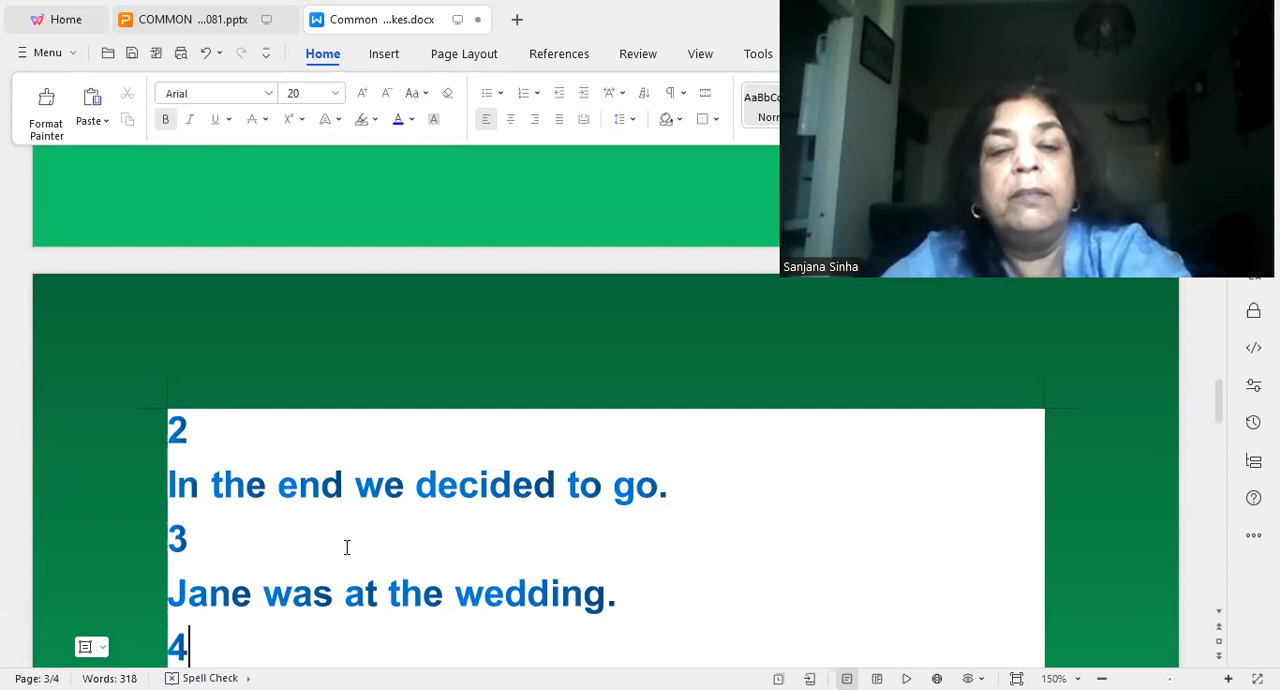 Home
COMMON ...081.pptx
Common ...kes.docx
Menu
Home
Insert
Page Layout
References
Review
View
Tools
Format
Painter
Paste
Arial
20
AaBbCc
Norr
Sanjana Sinha
2
In the end we decided to go.
3
Jane was at the wedding.
4
Page: 3/4
Words: 318
Spell Check
150%